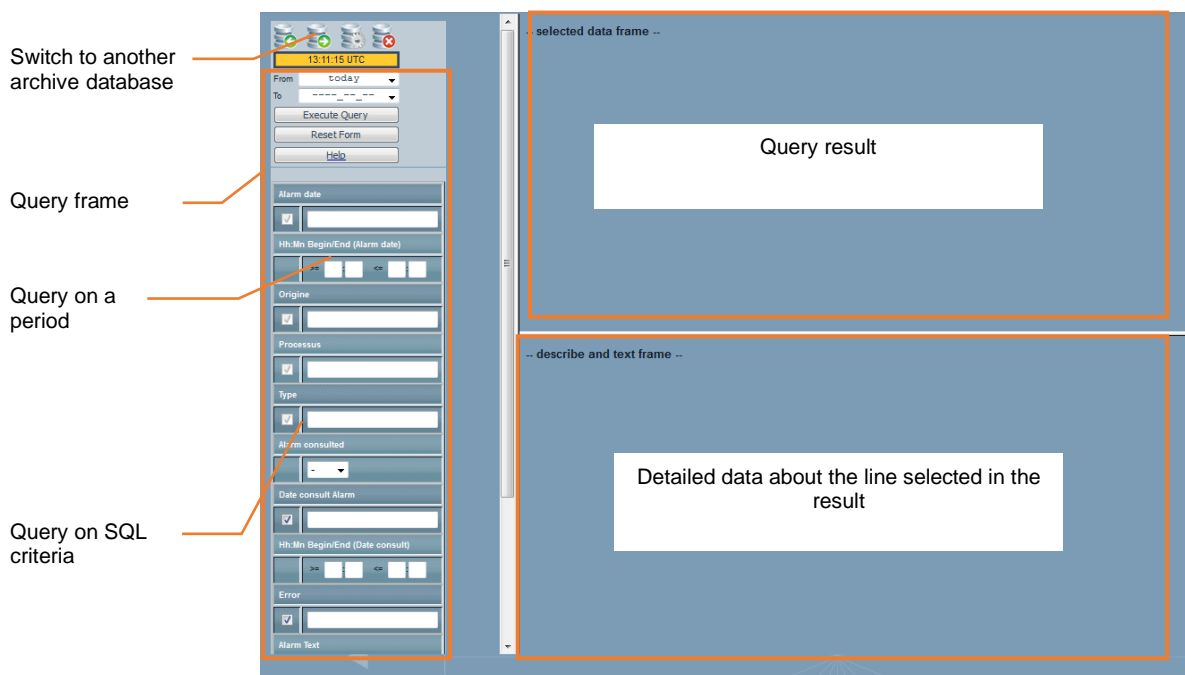 Switch to another
archive database
Query frame
Query on a
period
Query on SQL
criteria
13:11:15 UTC
From today
To ----_--_--
Execute Query
Reset Form
Help
Alarm date
Hh:Mn Begin/End (Alarm date)
>= : <= :
Origine
Processus
Type
Alarm consulted
-
Date consult Alarm
Hh:Mn Begin/End (Date consult)
>= : <= :
Error
Alarm Text
-- selected data frame --
Query result
-- describe and text frame --
Detailed data about the line selected in the
result